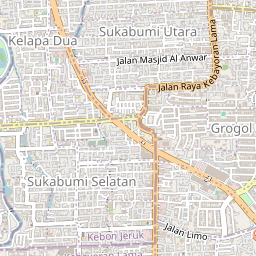 Sukabumi Utara
Kelapa Dua
Jalan Masjid Al Anwar
Jalan Raya Kebayoran Lama
Grogol
Sukabumi Selatan
Jalan Limo
Kebon Jeruk
Lama